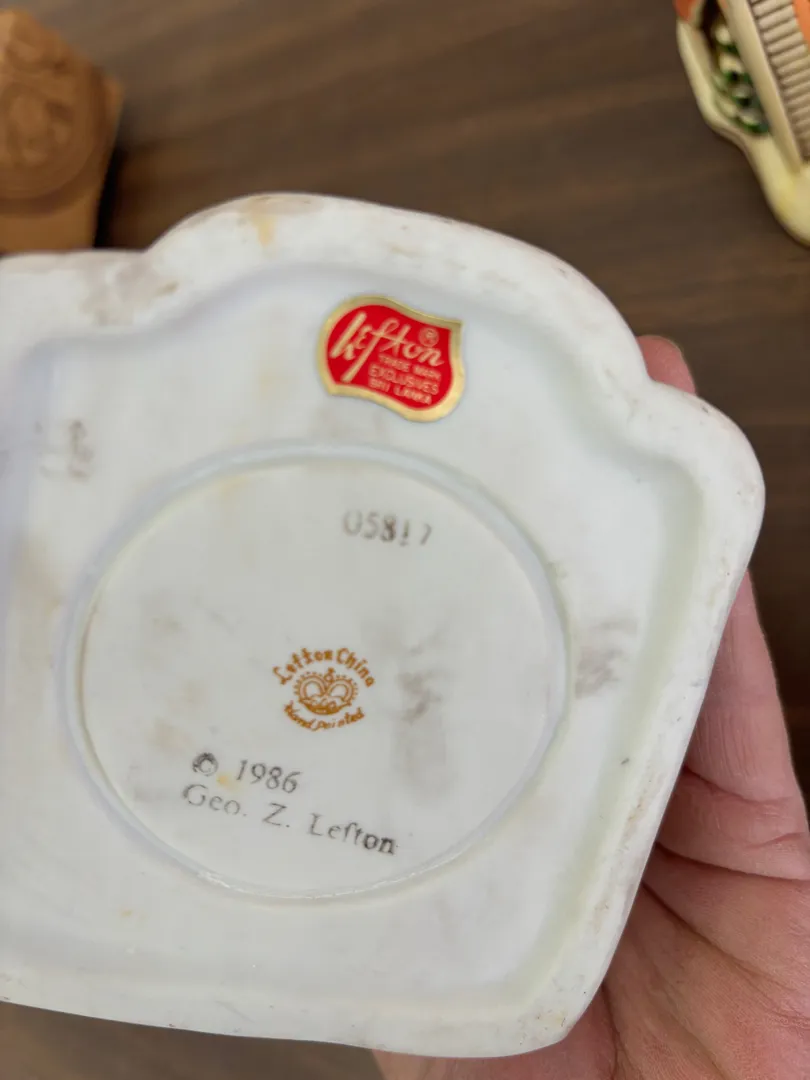 Lefton ®
TRADE MARK
EXCLUSIVES
SRI LANKA
05817
Lefton China
Hand painted
© 1986
Geo. Z. Lefton